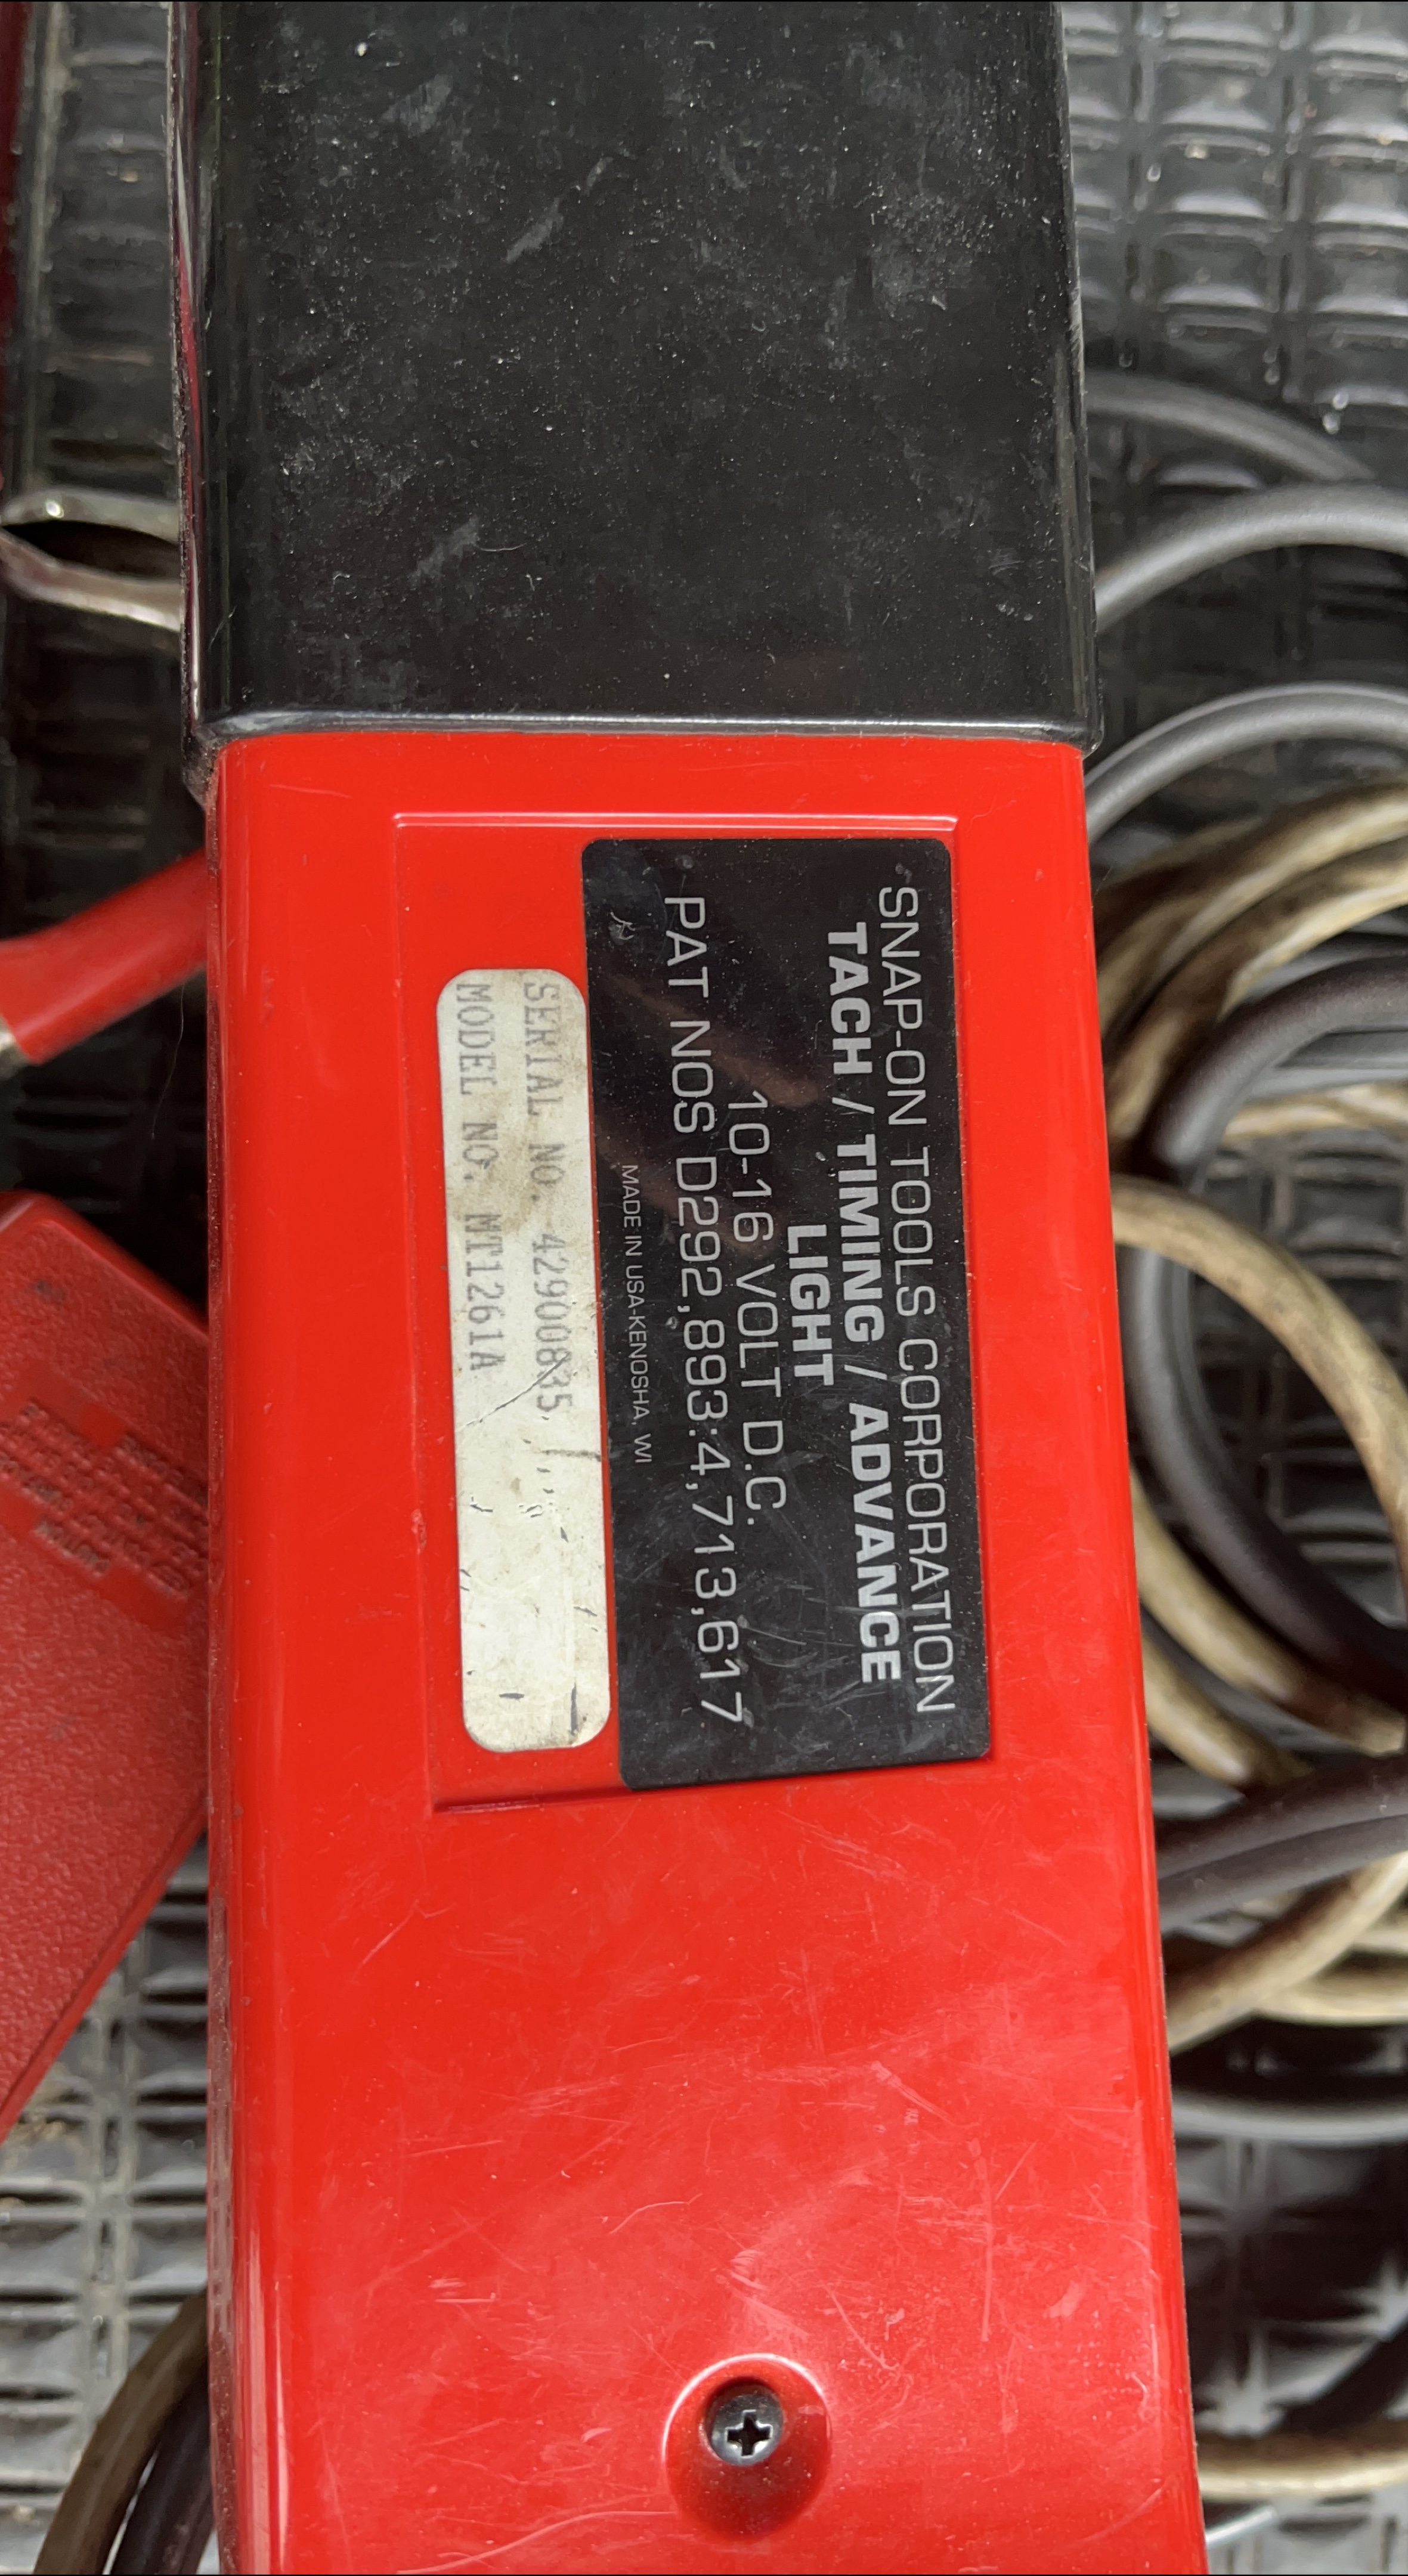 SNAP-ON TOOLS CORPORATION
TACH / TIMING / ADVANCE
LIGHT
10-16 VOLT D.C.
PAT NOS D292,893:4,713,617
MADE IN USA-KENOSHA, WI
SERIAL NO. 42900835
MODEL NO. MT1261A